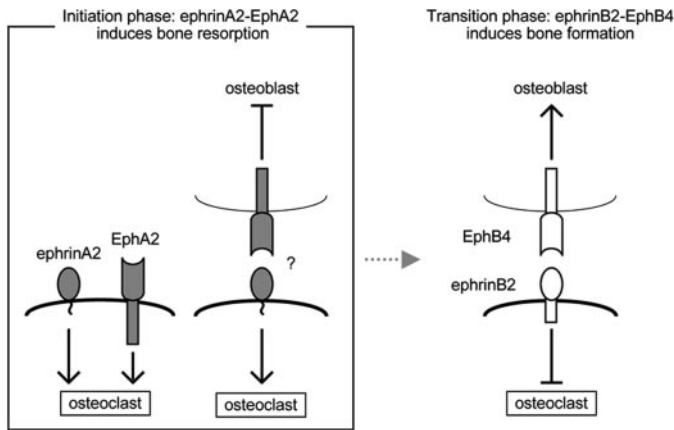 Initiation phase: ephrinA2-EphA2
induces bone resorption
Transition phase: ephrinB2-EphB4
induces bone formation
osteoblast
osteoblast
EphA2
ephrinA2
?
EphB4
ephrinB2
osteoclast
osteoclast
osteoclast